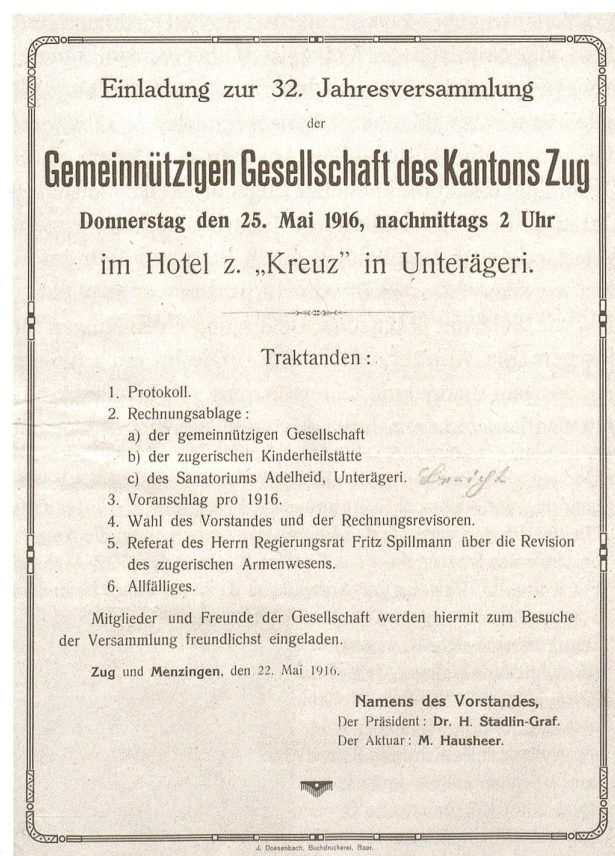 Einladung zur 32. Jahresversammlung
der
Gemeinnützigen Gesellschaft des Kantons Zug
Donnerstag den 25. Mai 1916, nachmittags 2 Uhr
im Hotel z. „Kreuz” in Unterägeri.
Traktanden :
1. Protokoll.
2. Rechnungsablage :
a) der gemeinnützigen Gesellschaft
b) der zugerischen Kinderheilstätte
c) des Sanatoriums Adelheid, Unterägeri. Bericht
3. Voranschlag pro 1916.
4. Wahl des Vorstandes und der Rechnungsrevisoren.
5. Referat des Herrn Regierungsrat Fritz Spillmann über die Revision
des zugerischen Armenwesens.
6. Allfälliges.
Mitglieder und Freunde der Gesellschaft werden hiermit zum Besuche
der Versammlung freundlichst eingeladen.
Zug und Menzingen, den 22. Mai 1916.
Namens des Vorstandes,
Der Präsident : Dr. H. Stadlin-Graf.
Der Aktuar : M. Hausheer.
J. Doesenbach, Buchdruckerei, Baar.